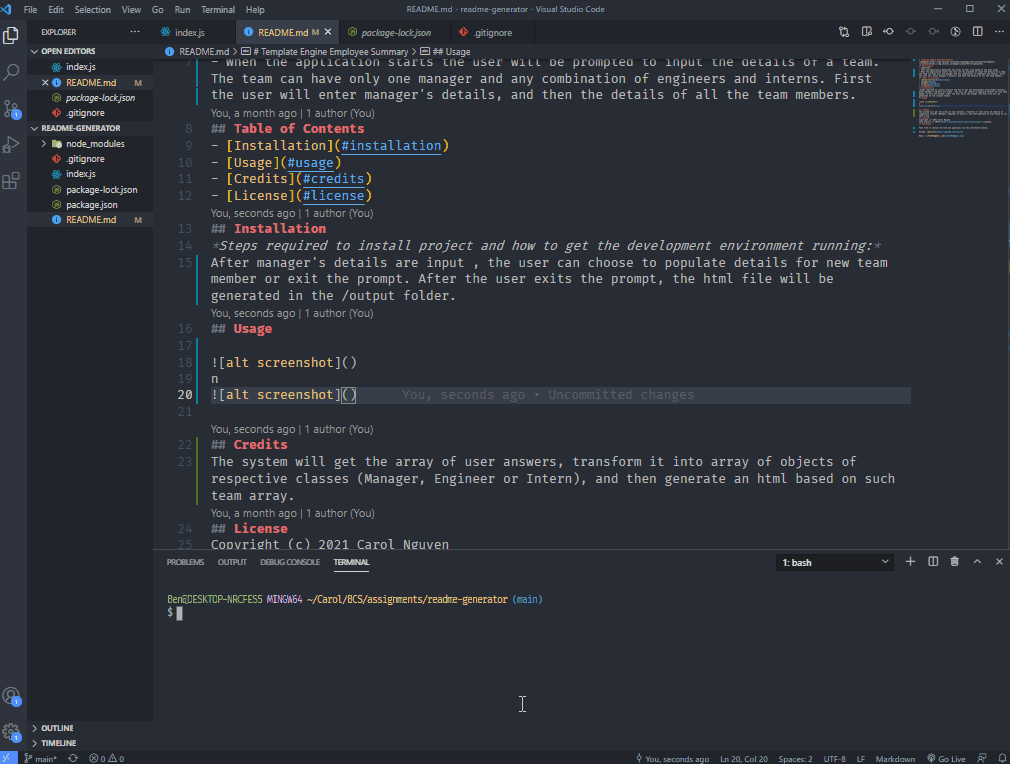 File Edit Selection View Go Run Terminal Help README.md - readme-generator - Visual Studio Code
EXPLORER ···
OPEN EDITORS
index.js
README.md M
package-lock.json
.gitignore
README-GENERATOR
node_modules
.gitignore
index.js
package-lock.json
package.json
README.md M
OUTLINE
TIMELINE
index.js README.md M package-lock.json .gitignore
README.md > # Template Engine Employee Summary > ## Usage
7 - When the application starts the user will be prompted to input the details of a team.
The team can have only one manager and any combination of engineers and interns. First
the user will enter manager's details, and then the details of all the team members.
You, a month ago | 1 author (You)
8 ## Table of Contents
9 - [Installation](#installation)
10 - [Usage](#usage)
11 - [Credits](#credits)
12 - [License](#license)
You, seconds ago | 1 author (You)
13 ## Installation
14 *Steps required to install project and how to get the development environment running:*
15 After manager's details are input , the user can choose to populate details for new team
member or exit the prompt. After the user exits the prompt, the html file will be
generated in the /output folder.
You, seconds ago | 1 author (You)
16 ## Usage
17
18 ![alt screenshot]()
19 n
20 ![alt screenshot]() You, seconds ago • Uncommitted changes
21
You, seconds ago | 1 author (You)
22 ## Credits
23 The system will get the array of user answers, transform it into array of objects of
respective classes (Manager, Engineer or Intern), and then generate an html based on such
team array.
You, a month ago | 1 author (You)
24 ## License
25 Copyright (c) 2021 Carol Nguyen
PROBLEMS OUTPUT DEBUG CONSOLE TERMINAL 1: bash
Ben@DESKTOP-NRCFES5 MINGW64 ~/Carol/BCS/assignments/readme-generator (main)
$
main* 0 0 You, seconds ago Ln 20, Col 20 Spaces: 2 UTF-8 LF Markdown Go Live